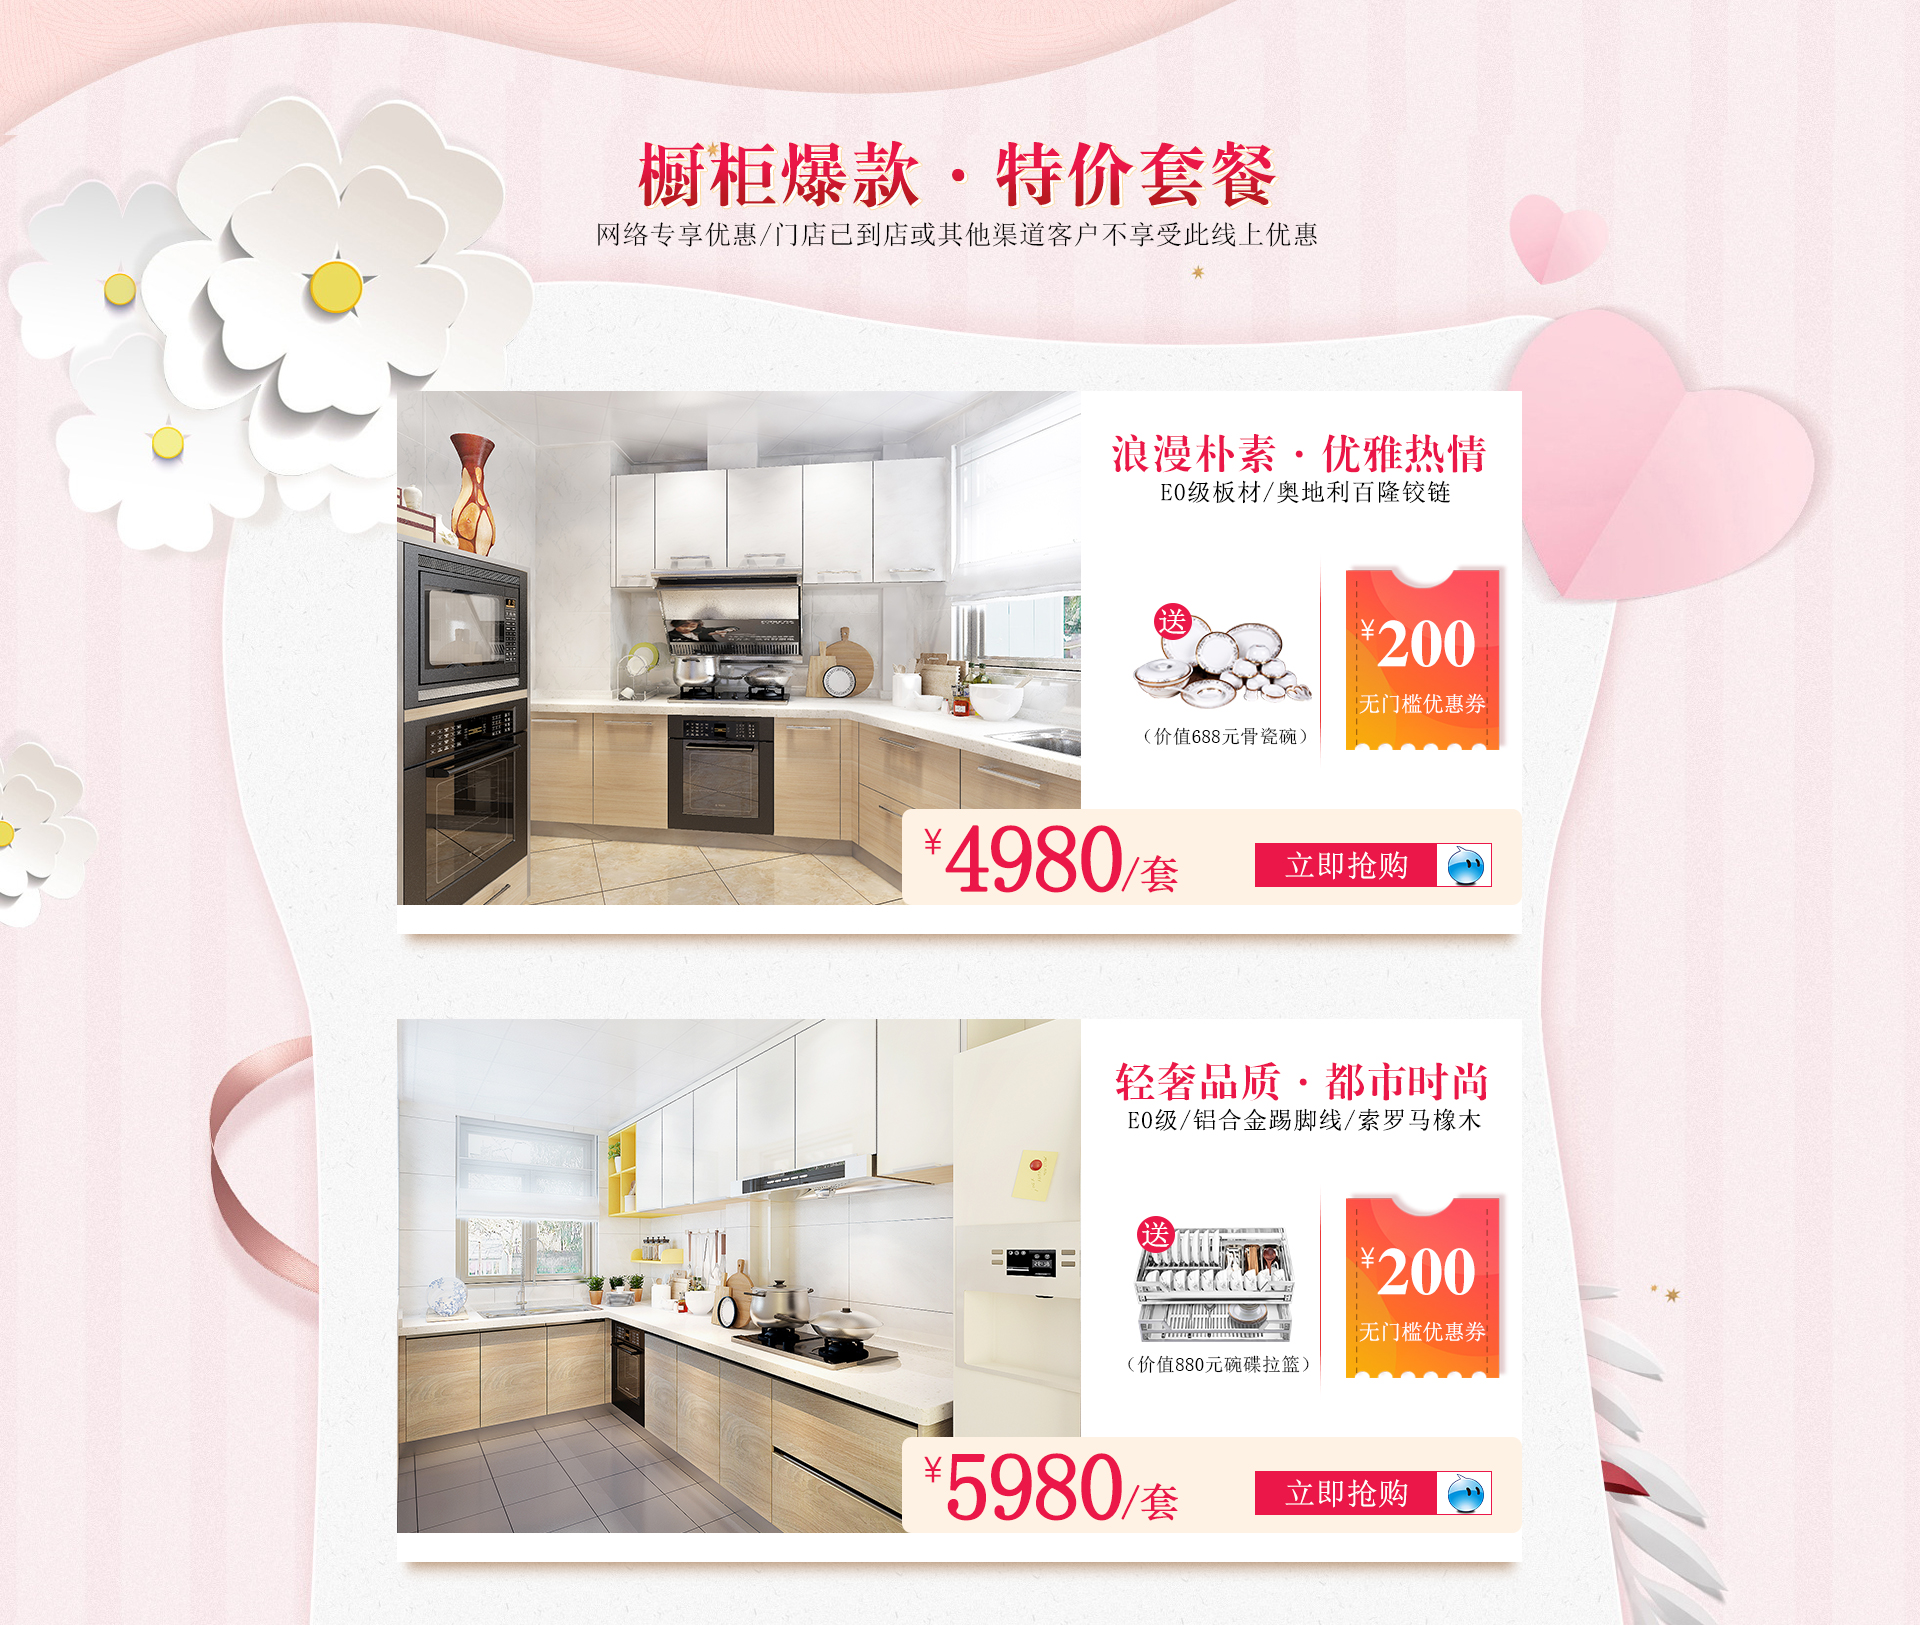 橱柜爆款·特价套餐
网络专享优惠/门店已到店或其他渠道客户不享受此线上优惠
浪漫朴素·优雅热情
E0级板材/奥地利百隆铰链
送
¥200
无门槛优惠券
（价值688元骨瓷碗）
¥4980/套
立即抢购
轻奢品质·都市时尚
E0级/铝合金踢脚线/索罗马橡木
送
¥200
无门槛优惠券
（价值880元碗碟拉篮）
¥5980/套
立即抢购